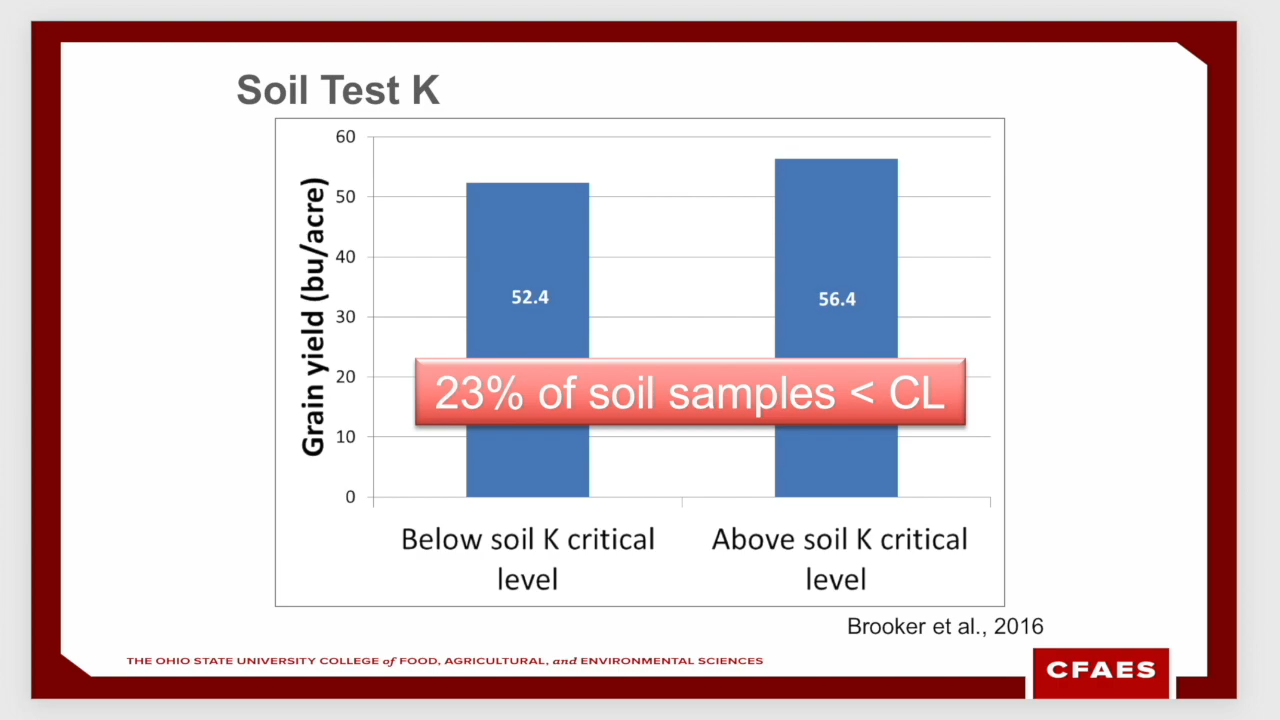 Soil Test K
Grain yield (bu/acre)
60
50
40
30
20
10
0
52.4
56.4
23% of soil samples < CL
Below soil K critical
level
Above soil K critical
level
Brooker et al., 2016
THE OHIO STATE UNIVERSITY COLLEGE of FOOD, AGRICULTURAL, and ENVIRONMENTAL SCIENCES
CFAES